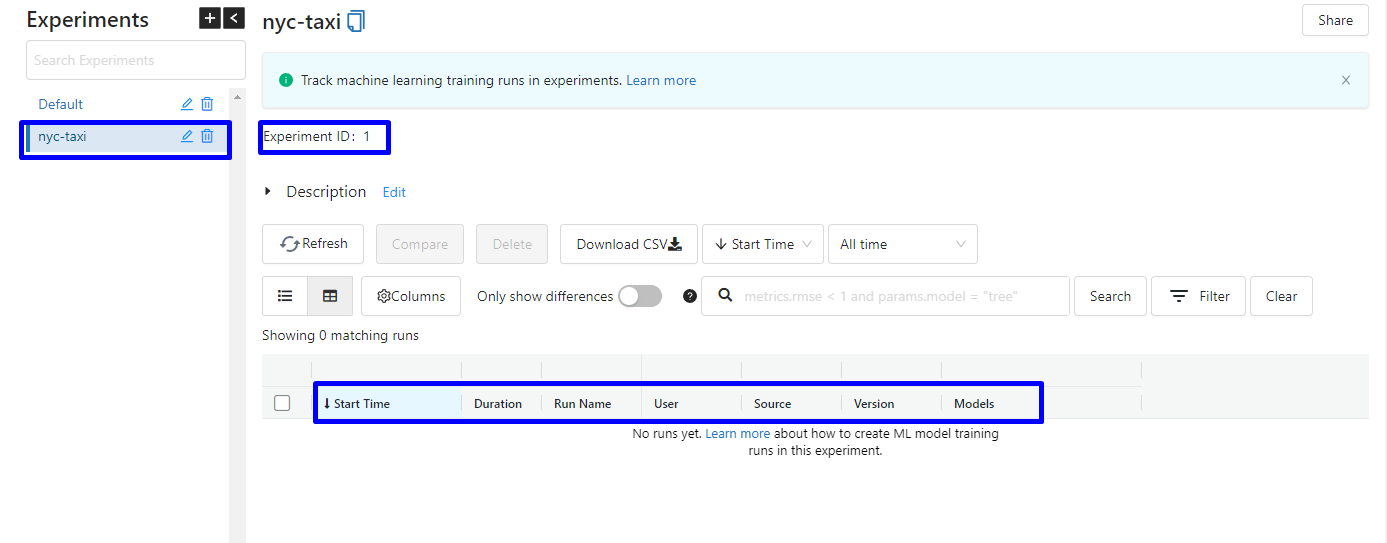 Experiments
Search Experiments
Default
nyc-taxi
nyc-taxi
Share
Track machine learning training runs in experiments. Learn more
Experiment ID: 1
Description Edit
Refresh Compare Delete Download CSV Start Time All time
Columns Only show differences metrics.rmse < 1 and params.model = "tree" Search Filter Clear
Showing 0 matching runs
Start Time Duration Run Name User Source Version Models
No runs yet. Learn more about how to create ML model training
runs in this experiment.